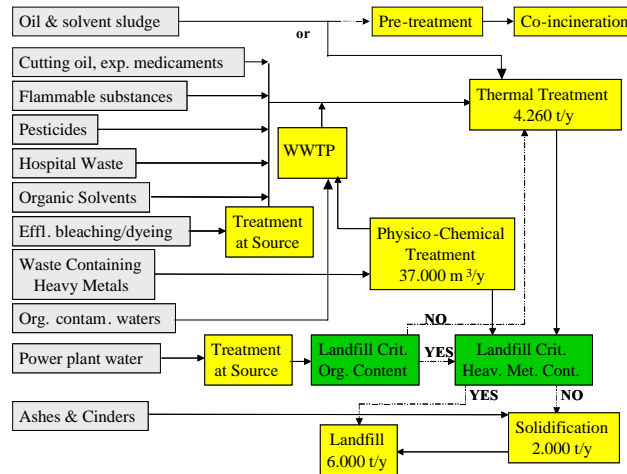 Oil & solvent sludge
or
Pre-treatment
Co-incineration
Cutting oil, exp. medicaments
Flammable substances
Thermal Treatment
4.260 t/y
Pesticides
WWTP
Hospital Waste
Organic Solvents
Effl. bleaching/dyeing
Treatment
at Source
Physico-Chemical
Treatment
37.000 m³/y
Waste Containing
Heavy Metals
Org. contam. waters
NO
Power plant water
Treatment
at Source
Landfill Crit.
Org. Content
YES
Landfill Crit.
Heav. Met. Cont.
YES
NO
Ashes & Cinders
Solidification
2.000 t/y
Landfill
6.000 t/y